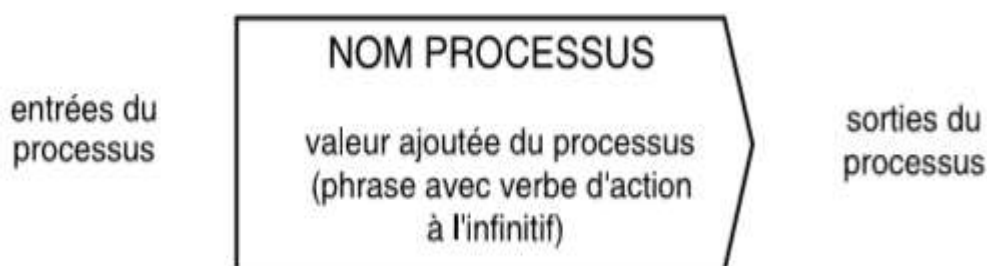 entrées du
processus
NOM PROCESSUS
valeur ajoutée du processus
(phrase avec verbe d'action
à l'infinitif)
sorties du
processus